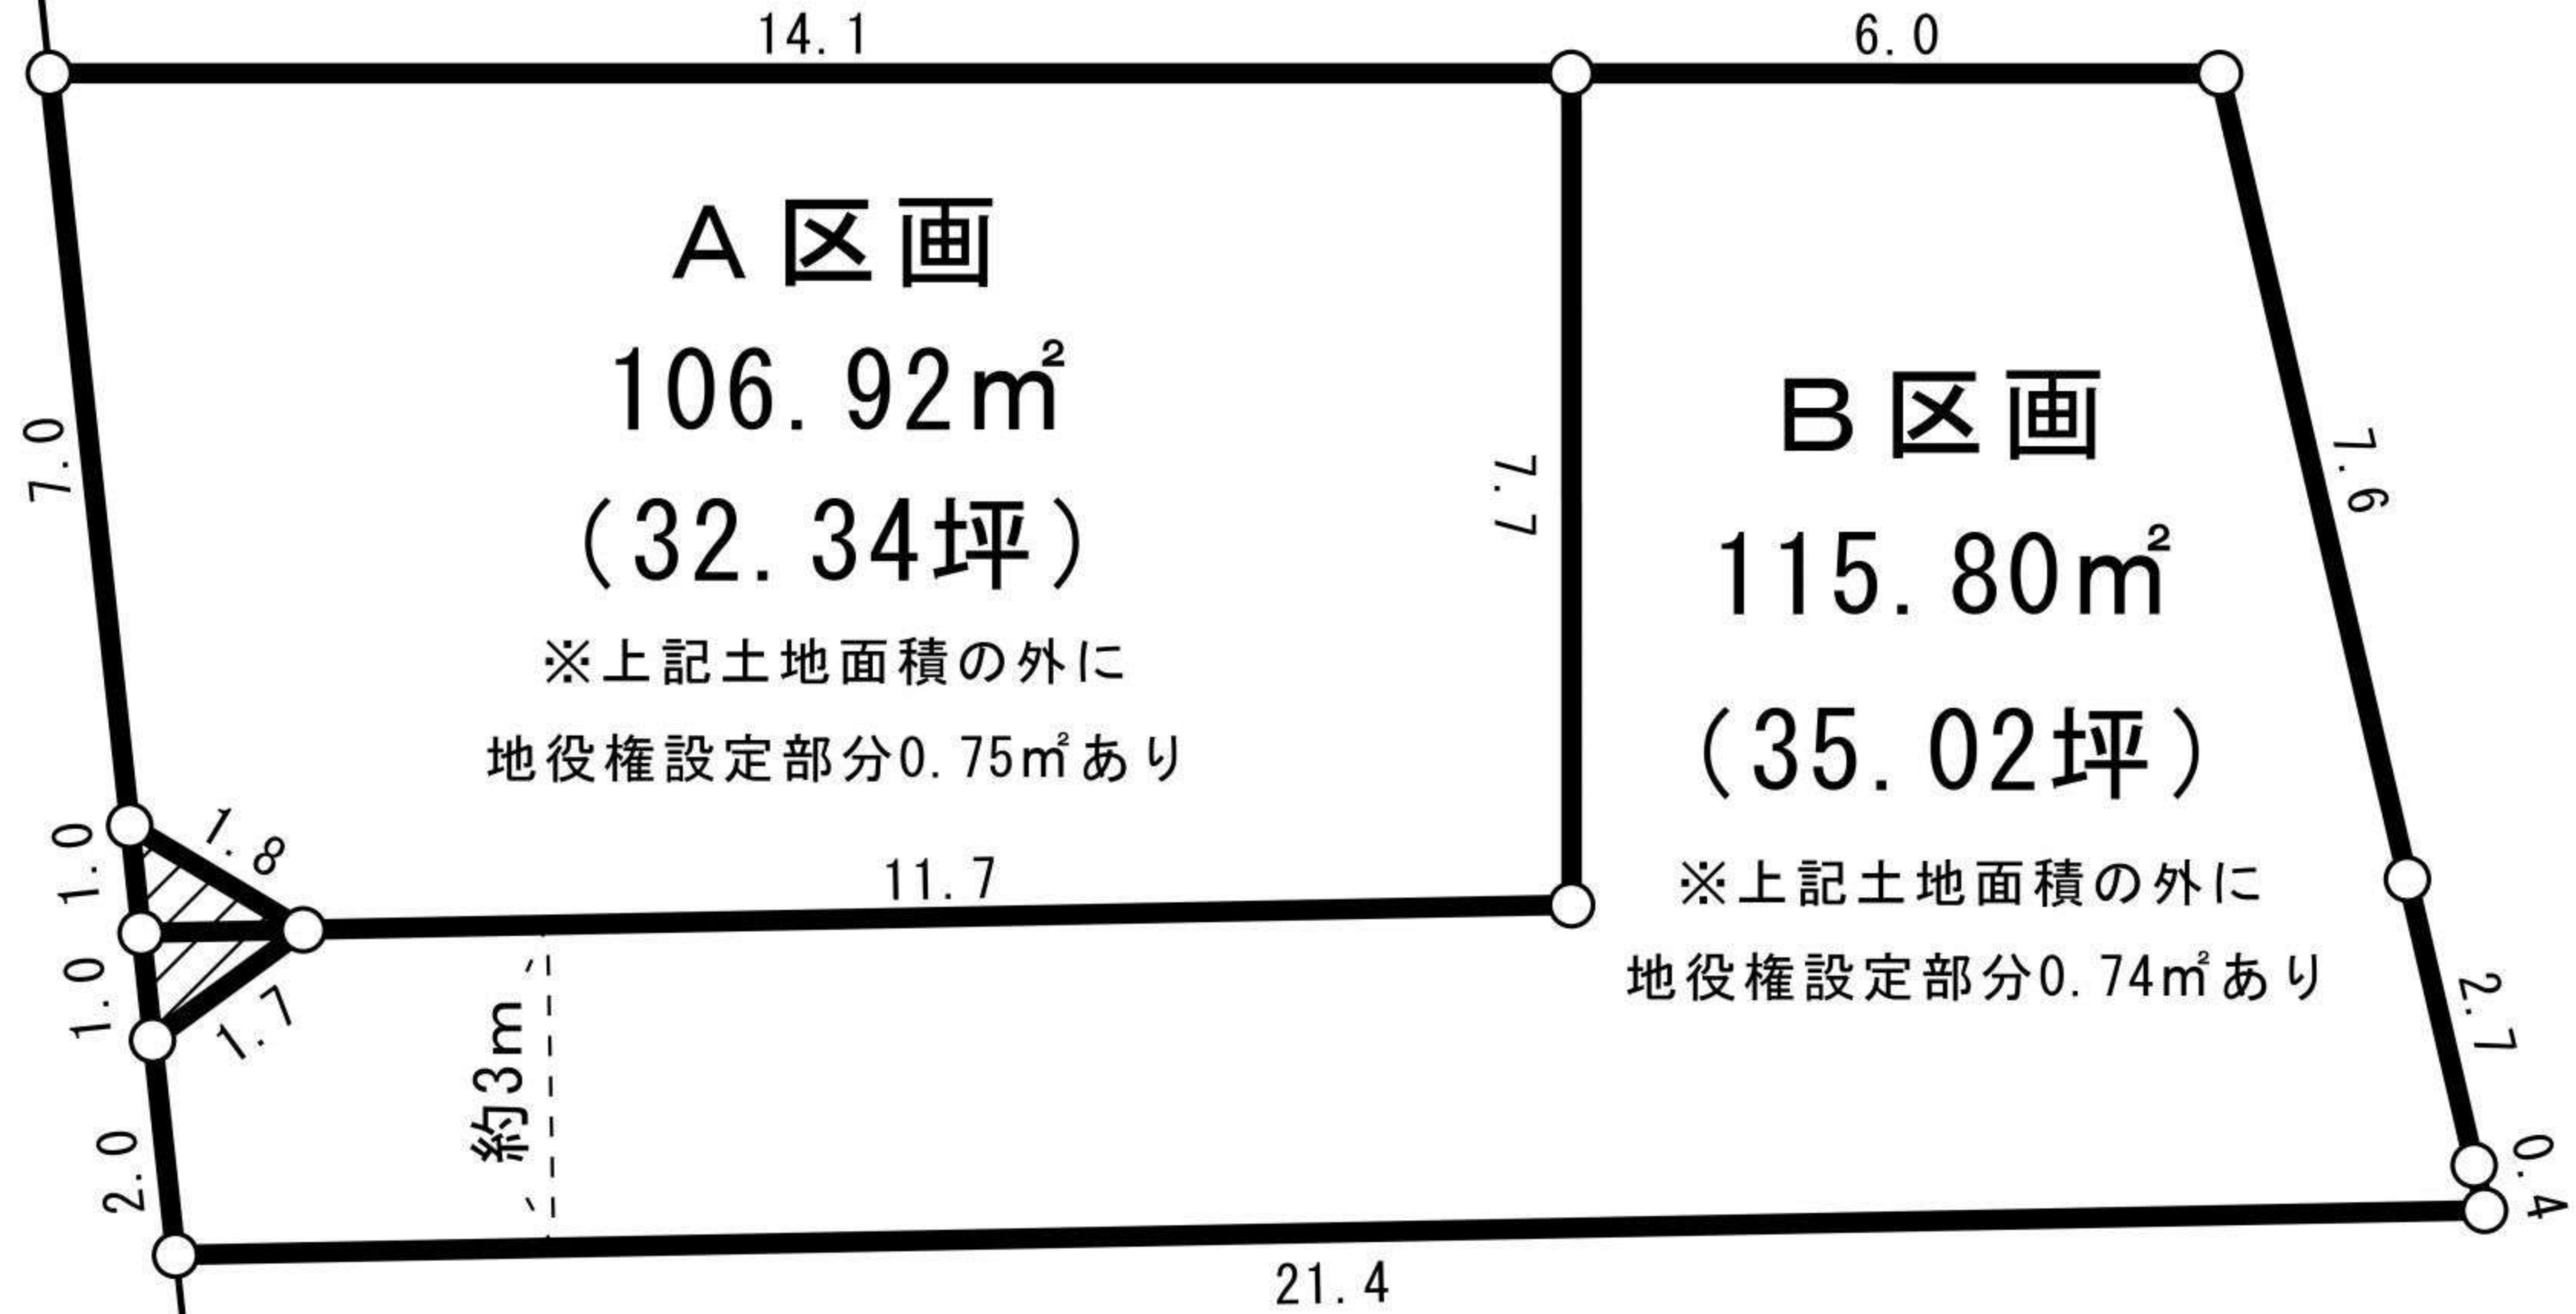 14.1
6.0
A区画
106.92㎡
(32.34坪)
※上記土地面積の外に
地役権設定部分0.75㎡あり
7.0
7.7
B区画
115.80㎡
(35.02坪)
※上記土地面積の外に
地役権設定部分0.74㎡あり
7.6
1.0
1.8
11.7
1.0
1.7
約3m
2.7
2.0
0.4
21.4